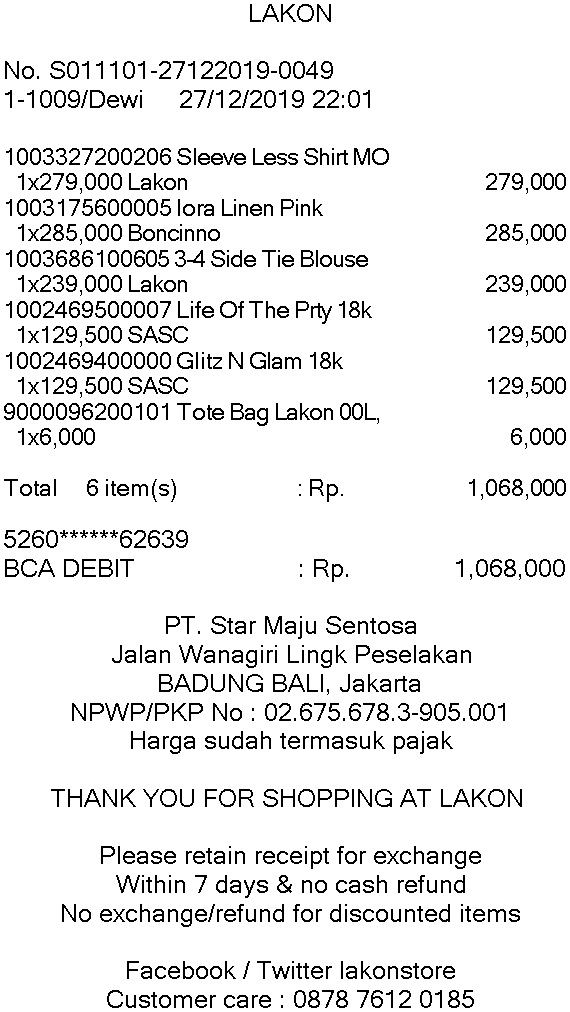 LAKON
No. S011101-27122019-0049
1-1009/Dewi 27/12/2019 22:01
1003327200206 Sleeve Less Shirt MO
1x279,000 Lakon 279,000
1003175600005 Iora Linen Pink
1x285,000 Boncinno 285,000
1003686100605 3-4 Side Tie Blouse
1x239,000 Lakon 239,000
1002469500007 Life Of The Prty 18k
1x129,500 SASC 129,500
1002469400000 Glitz N Glam 18k
1x129,500 SASC 129,500
9000096200101 Tote Bag Lakon 00L,
1x6,000 6,000
Total 6 item(s) : Rp. 1,068,000
5260******62639
BCA DEBIT : Rp. 1,068,000
PT. Star Maju Sentosa
Jalan Wanagiri Lingk Peselakan
BADUNG BALI, Jakarta
NPWP/PKP No : 02.675.678.3-905.001
Harga sudah termasuk pajak
THANK YOU FOR SHOPPING AT LAKON
Please retain receipt for exchange
Within 7 days & no cash refund
No exchange/refund for discounted items
Facebook / Twitter lakonstore
Customer care : 0878 7612 0185